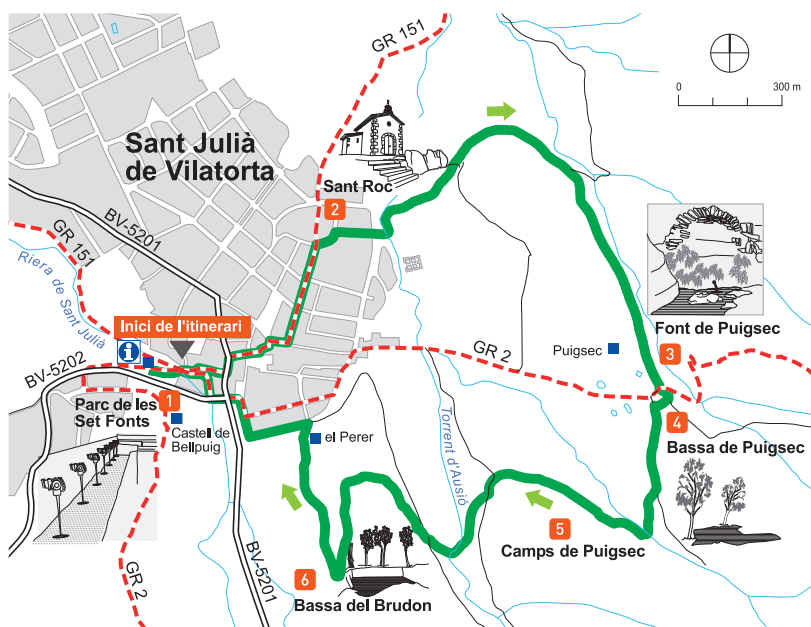 GR 151
0 300 m
Sant Julià
de Vilatorta
Sant Roc
2
BV-5201
GR 151
Riera de Sant Julià
Inici de l'itinerari
i
BV-5202
1
Parc de les
Set Fonts
Castell de
Bellpuig
el Perer
GR 2
Puigsec
Font de Puigsec
3
4
Bassa de Puigsec
Torrent d'Ausió
5
Camps de Puigsec
6
Bassa del Brudon
BV-5201
GR 2